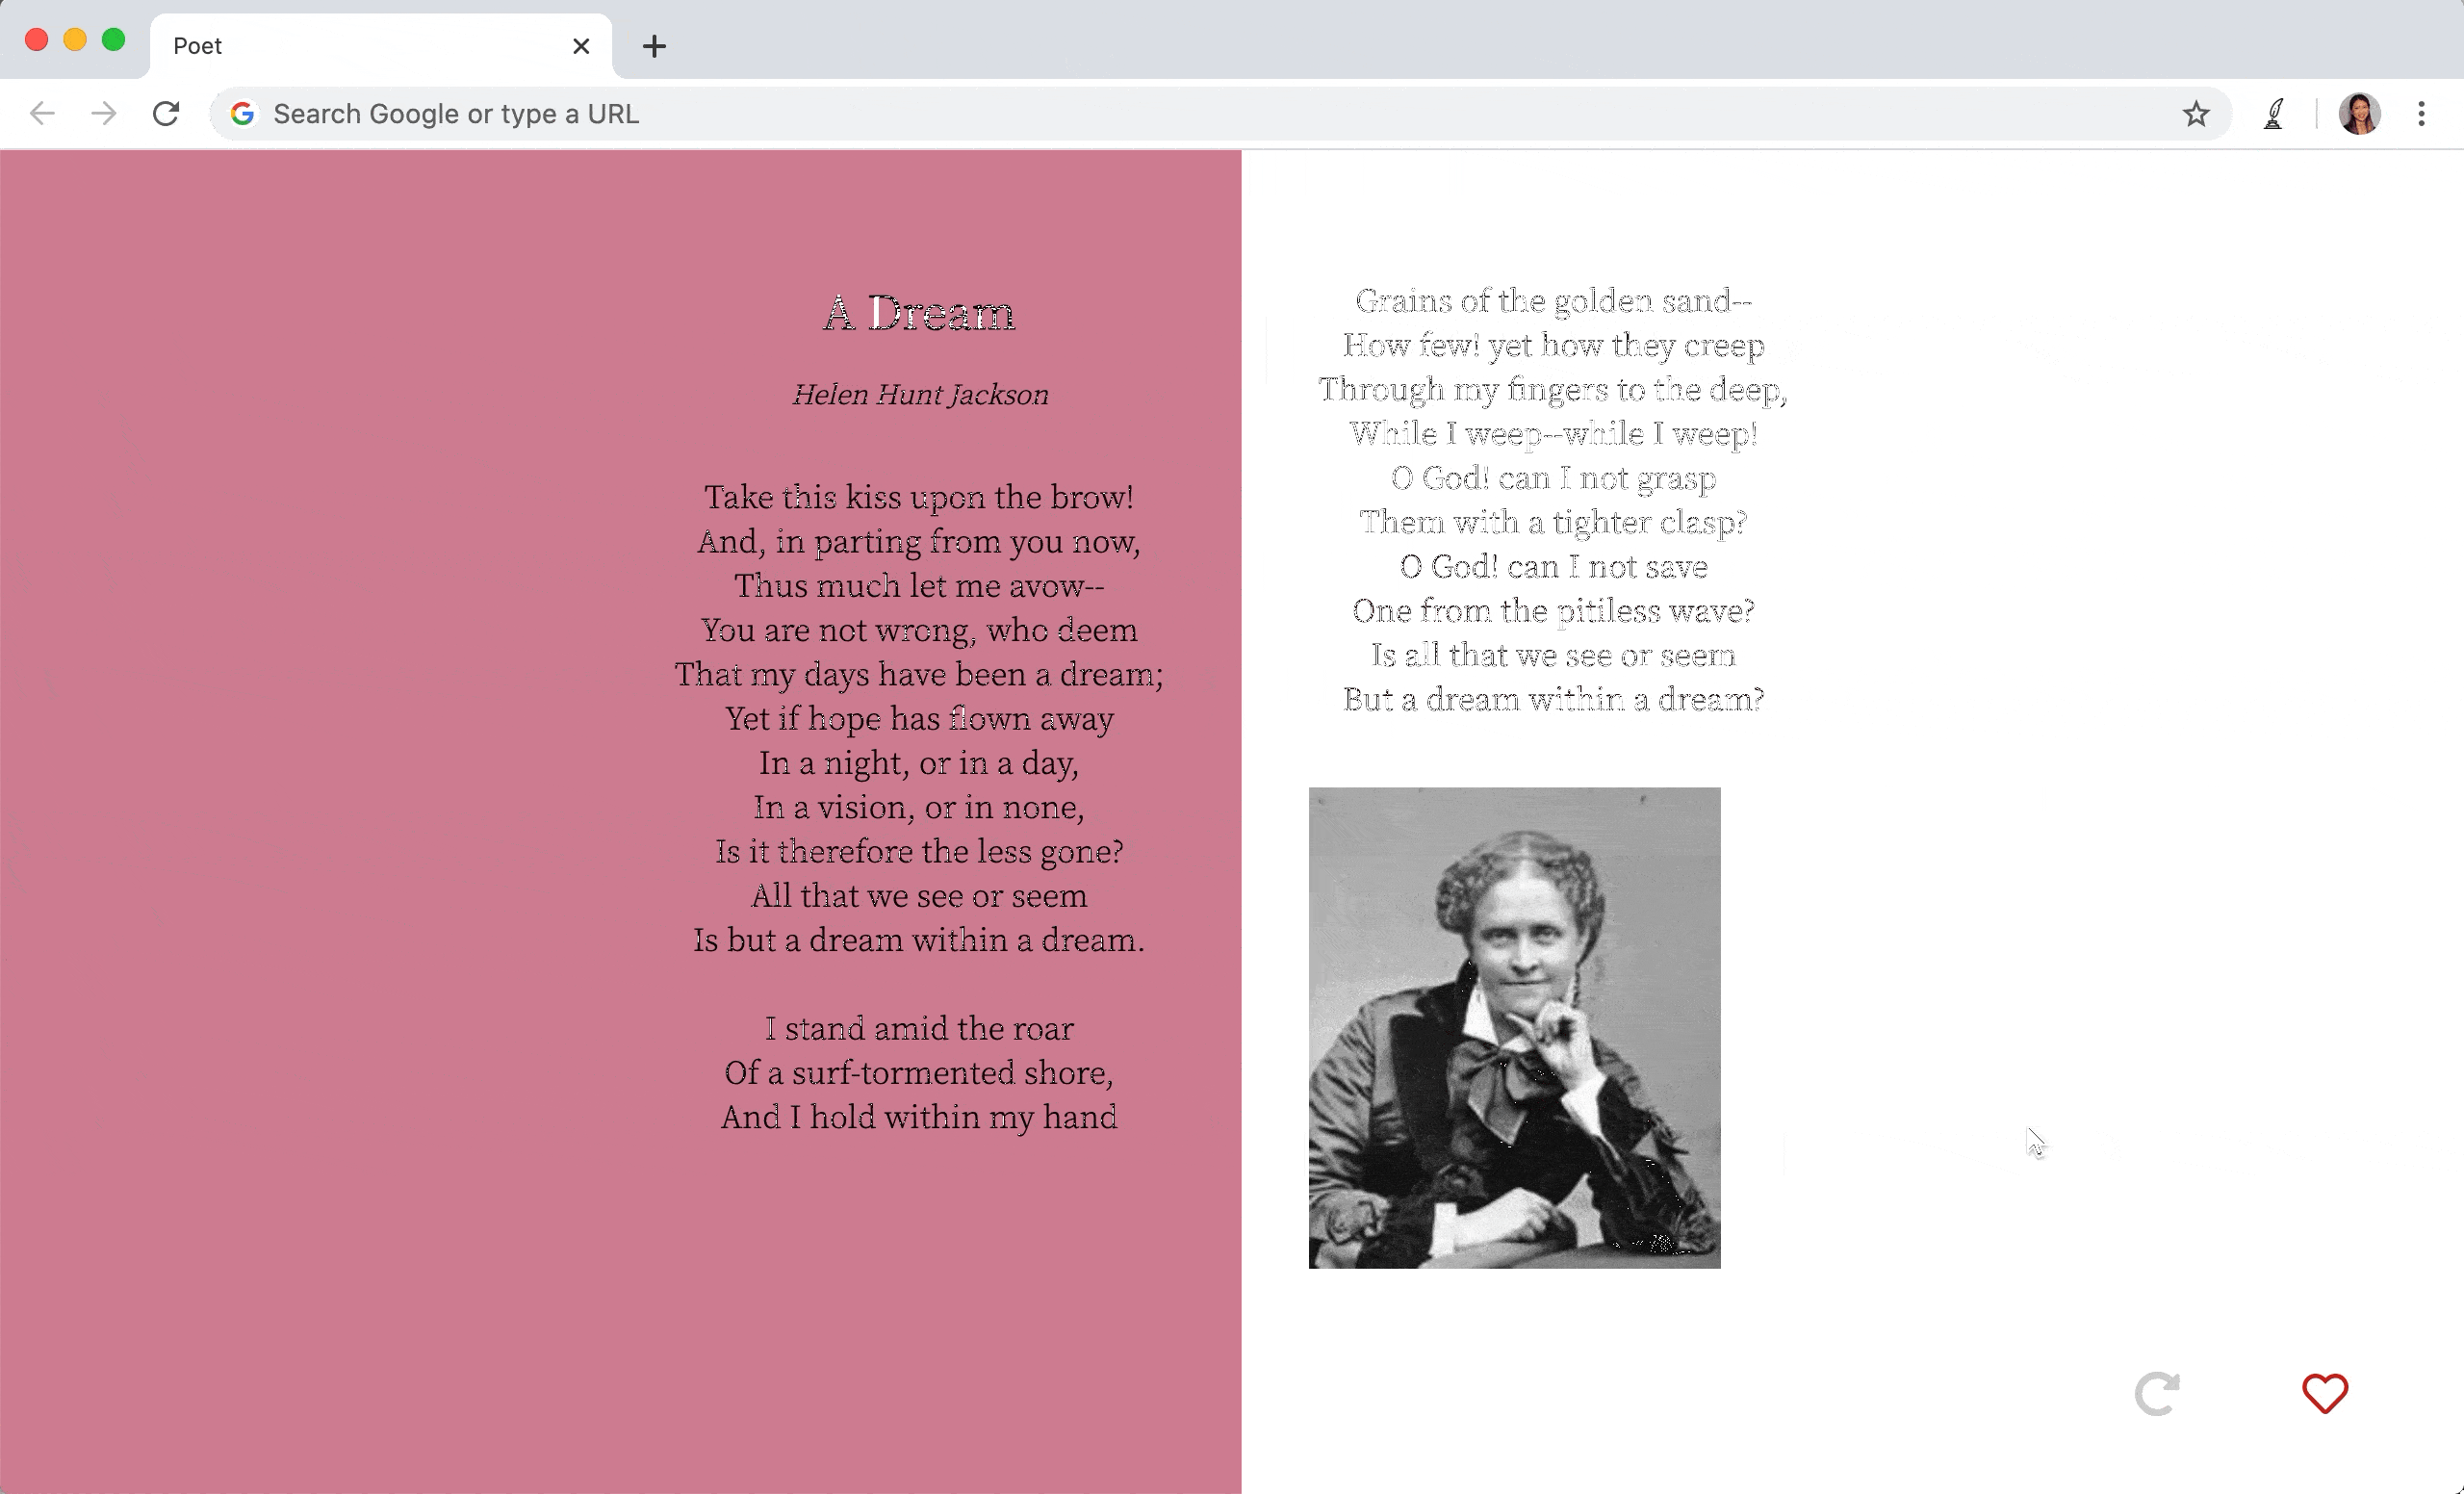 Poet
Search Google or type a URL
A Dream
Helen Hunt Jackson
Take this kiss upon the brow!
And, in parting from you now,
Thus much let me avow--
You are not wrong, who deem
That my days have been a dream;
Yet if hope has flown away
In a night, or in a day,
In a vision, or in none,
Is it therefore the less gone?
All that we see or seem
Is but a dream within a dream.
I stand amid the roar
Of a surf-tormented shore,
And I hold within my hand
Grains of the golden sand--
How few! yet how they creep
Through my fingers to the deep,
While I weep--while I weep!
O God! can I not grasp
Them with a tighter clasp?
O God! can I not save
One from the pitiless wave?
Is all that we see or seem
But a dream within a dream?